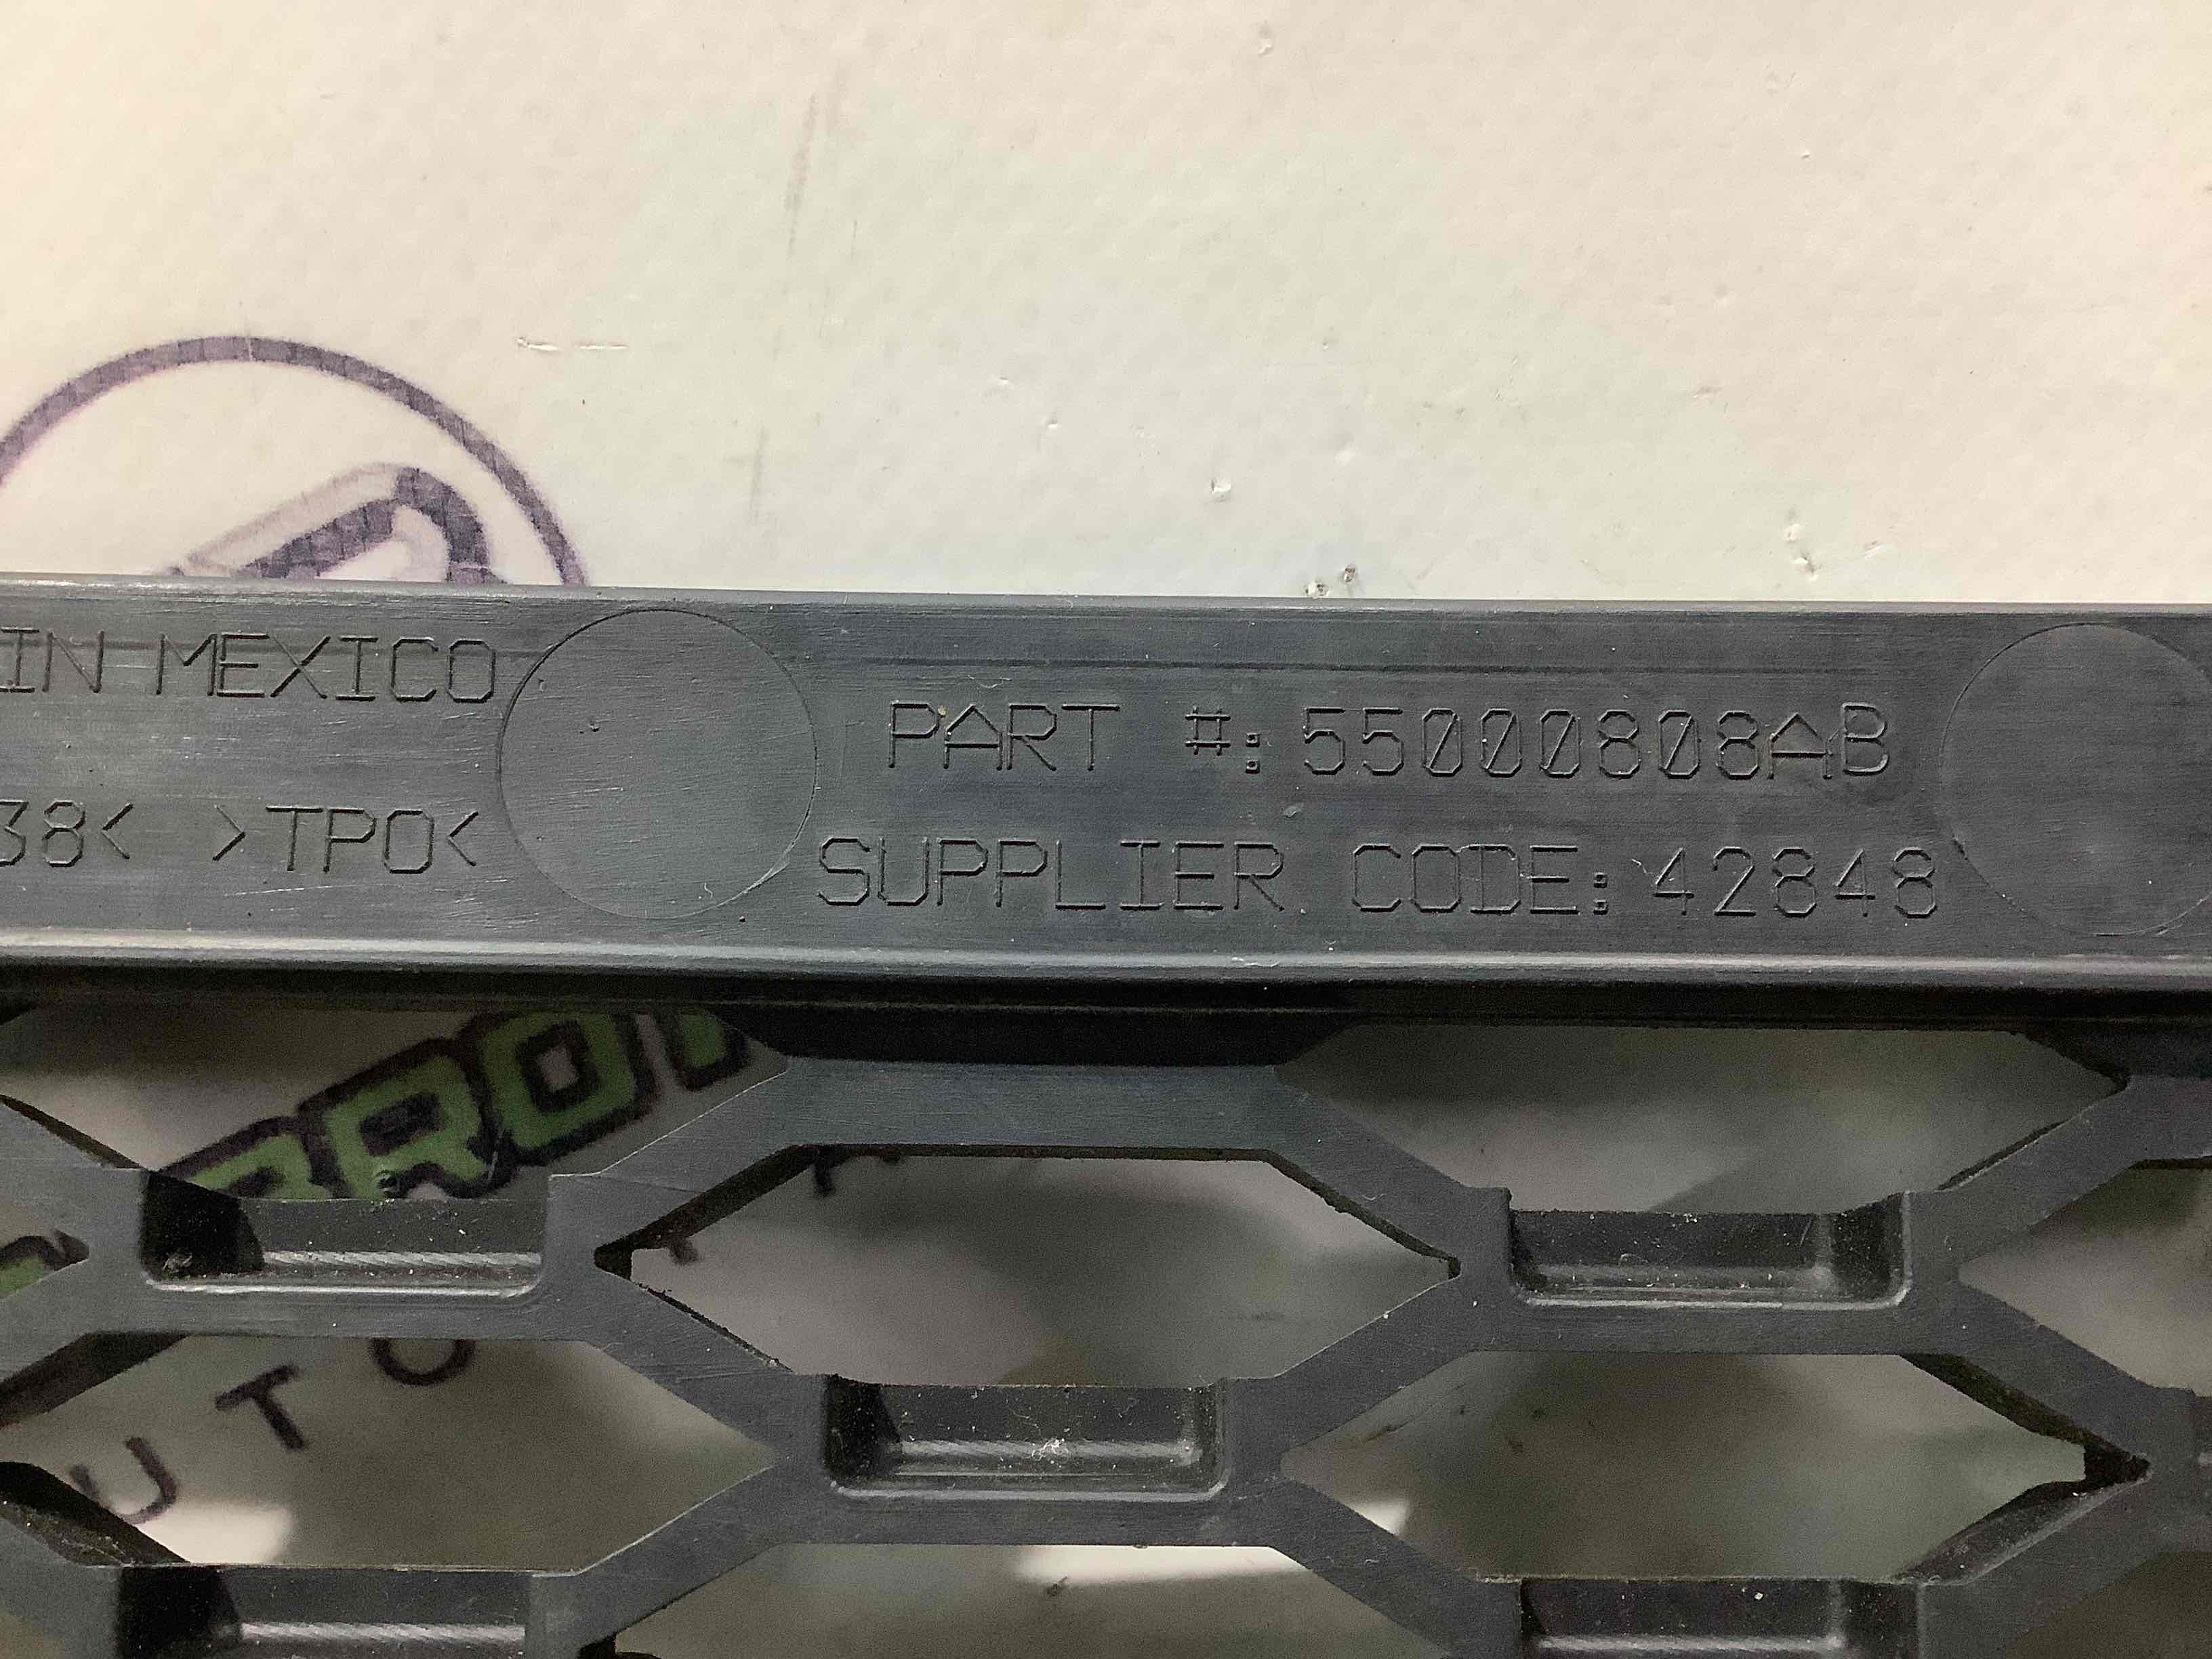 IN MEXICO
PART #: 55000808AB
38< >TPO<
SUPPLIER CODE: 42848